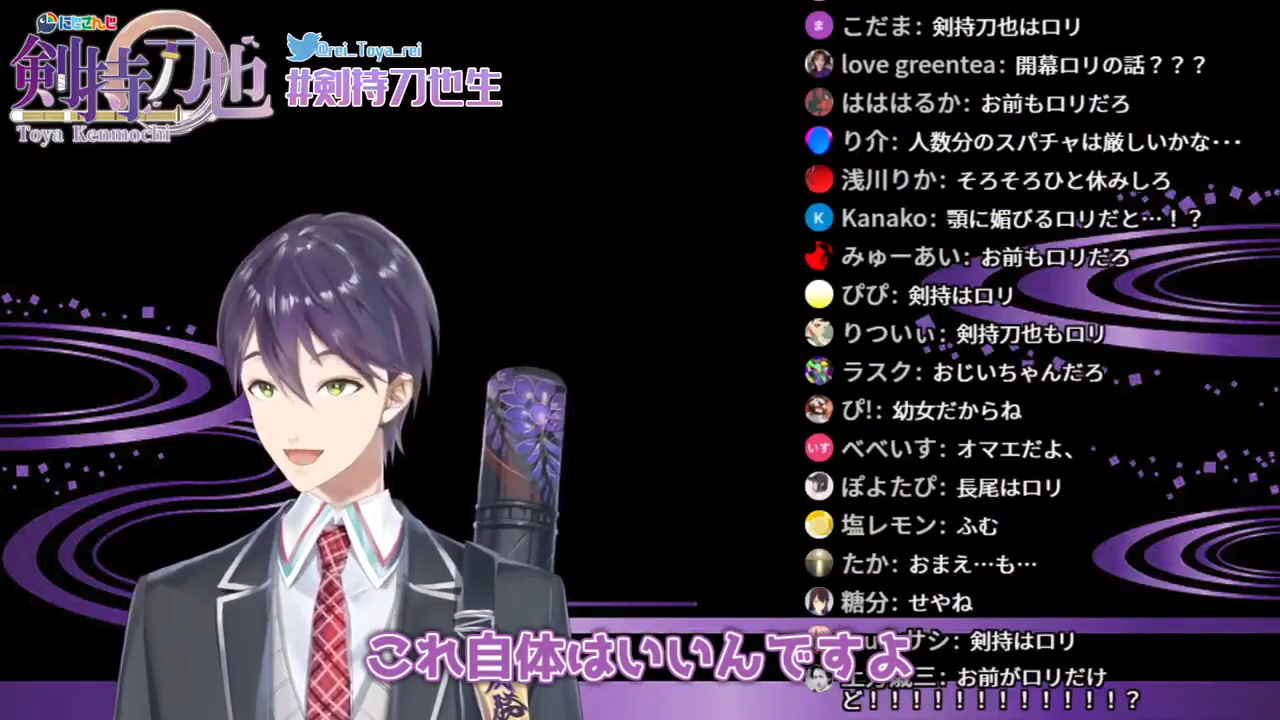 にじさんじ
剣持刀也
Toya Kenmochi
@rei_Toya_rei
#剣持刀也生
こだま: 剣持刀也はロリ
love greentea: 開幕ロリの話？？？
はははるか: お前もロリだろ
り介: 人数分のスパチャは厳しいかな･･･
浅川りか: そろそろひと休みしろ
K Kanako: 顎に媚びるロリだと…！？
みゅーあい: お前もロリだろ
ぴぴ: 剣持はロリ
りついぃ: 剣持刀也もロリ
ラスク: おじいちゃんだろ
ぴ!: 幼女だからね
いす べべいす: オマエだよ、
ぽよたぴ: 長尾はロリ
塩レモン: ふむ
たか: おまえ…も…
糖分: せやね
サシ: 剣持はロリ
三: お前がロリだけ
ど！！！！！！！！！！！！？
これ自体はいいんですよ